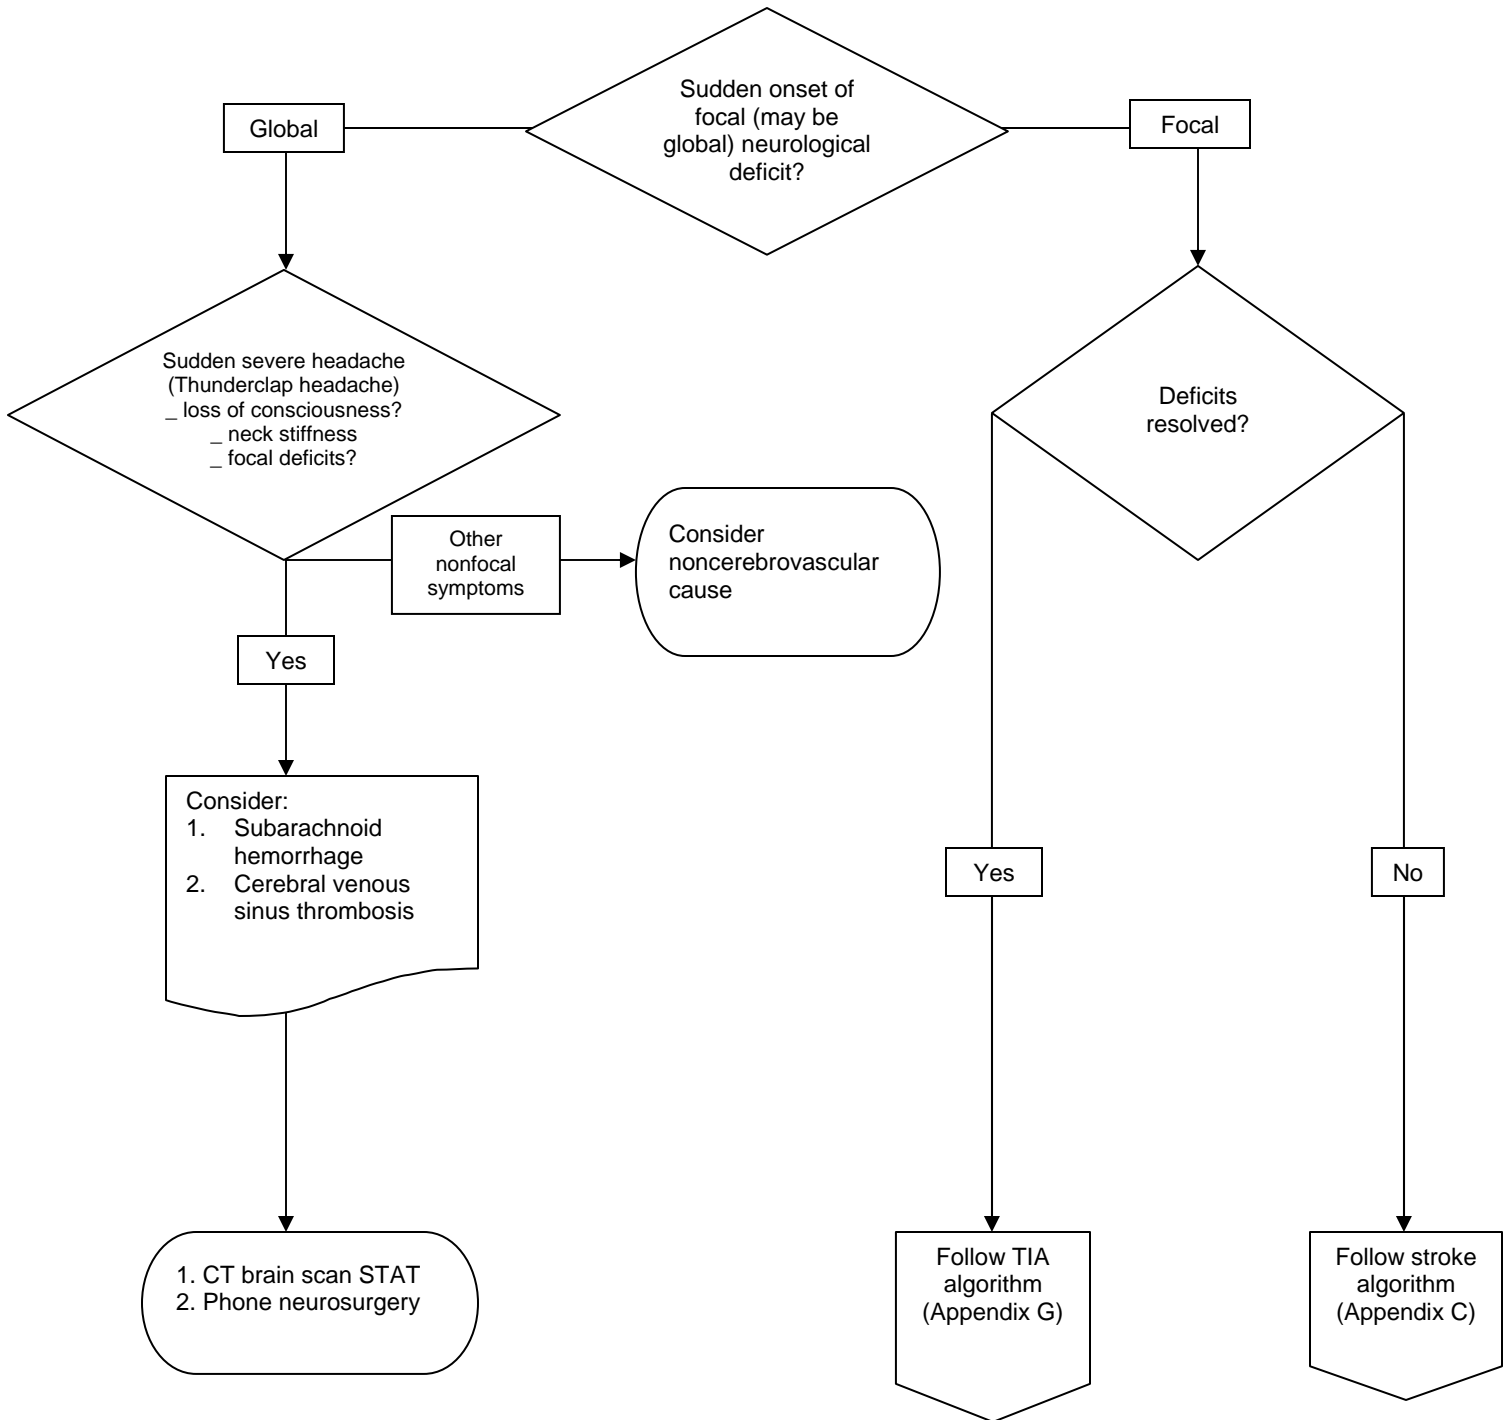 Sudden onset of
focal (may be
global) neurological
deficit?
Global
Focal
Sudden severe headache
(Thunderclap headache)
_ loss of consciousness?
_ neck stiffness
_ focal deficits?
Deficits
resolved?
Other
nonfocal
symptoms
Consider
noncerebrovascular
cause
Yes
Consider:
1. Subarachnoid
hemorrhage
2. Cerebral venous
sinus thrombosis
Yes
No
1. CT brain scan STAT
2. Phone neurosurgery
Follow TIA
algorithm
(Appendix G)
Follow stroke
algorithm
(Appendix C)